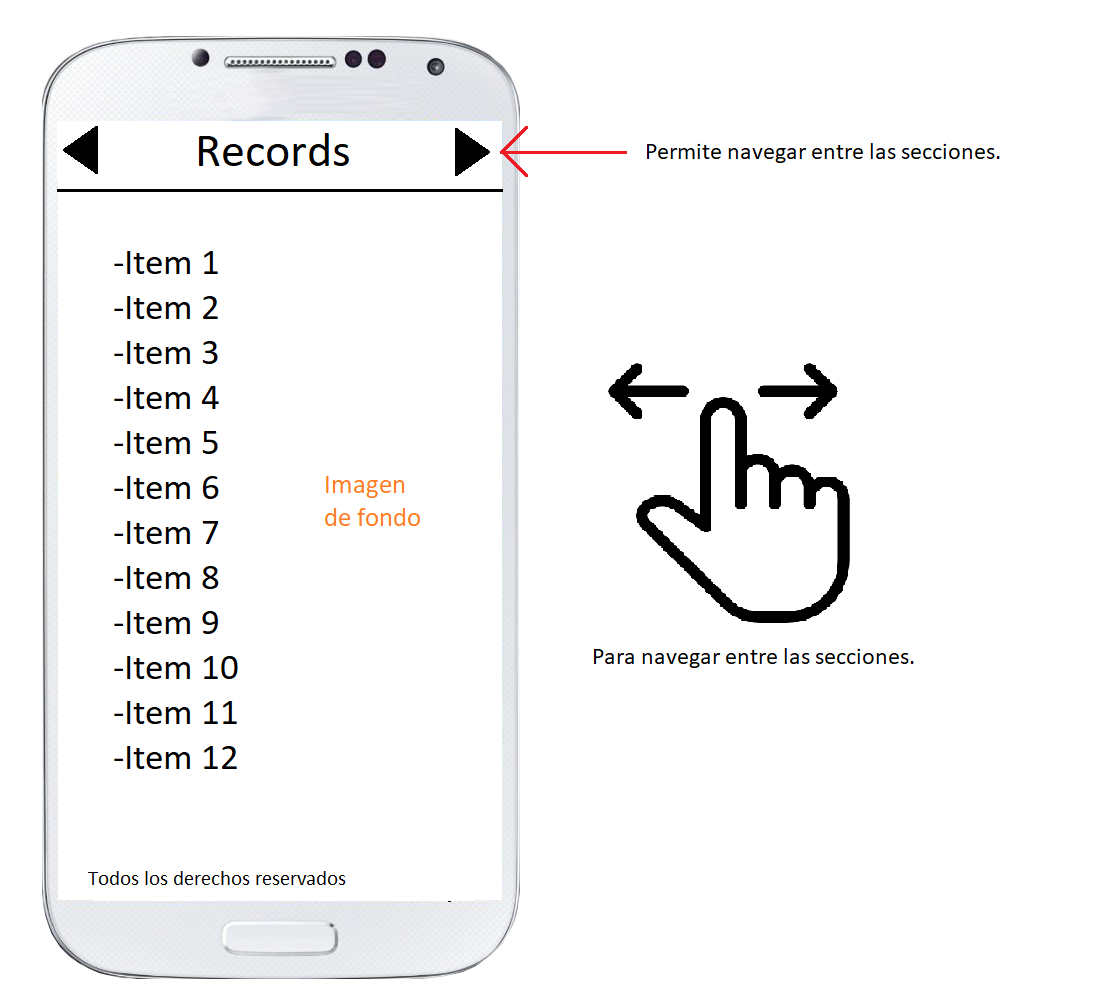 Records
Permite navegar entre las secciones.
-Item 1
-Item 2
-Item 3
-Item 4
-Item 5
-Item 6
-Item 7
-Item 8
-Item 9
-Item 10
-Item 11
-Item 12
Imagen
de fondo
Para navegar entre las secciones.
Todos los derechos reservados